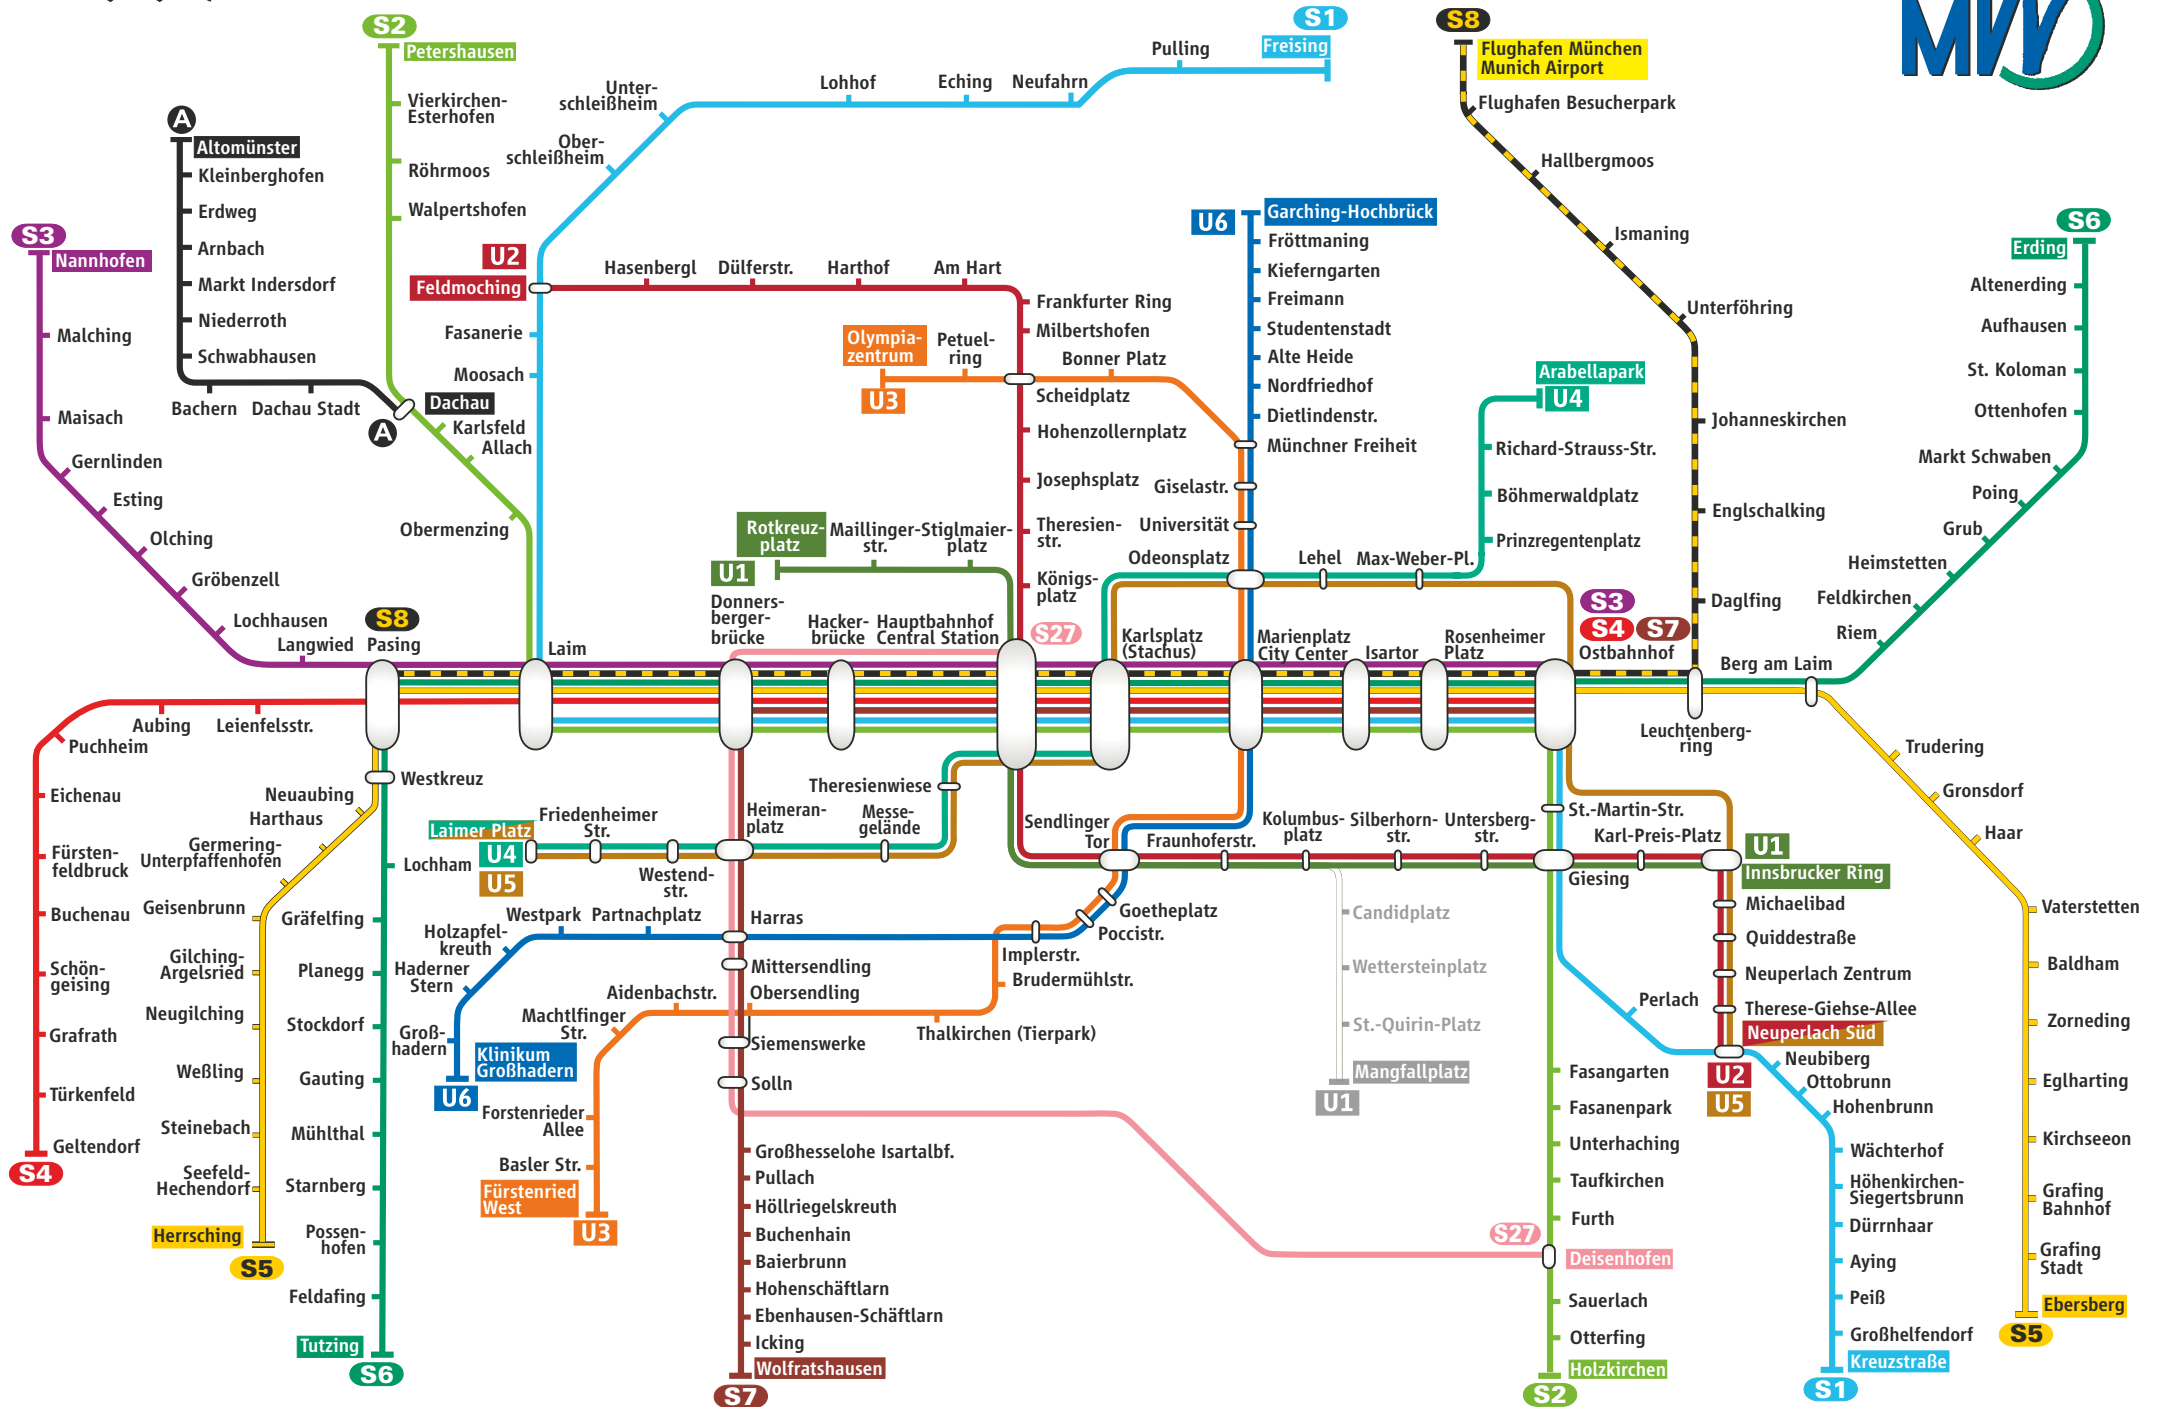 MVV
S2
Petershausen
Vierkirchen-
Esterhofen
Röhrmoos
Walpertshofen
S1
Freising
Pulling
Neufahrn
Eching
Lohhof
Unter-
schleißheim
Ober-
schleißheim
S8
Flughafen München
Munich Airport
Flughafen Besucherpark
Hallbergmoos
Ismaning
Unterföhring
Johanneskirchen
Englschalking
Daglfing
A
Altomünster
Kleinberghofen
Erdweg
Arnbach
Markt Indersdorf
Niederroth
Schwabhausen
Bachern
Dachau Stadt
Dachau
A
Karlsfeld
Allach
Obermenzing
S3
Nannhofen
Malching
Maisach
Gernlinden
Esting
Olching
Gröbenzell
Lochhausen
Langwied
U2
Feldmoching
Hasenbergl
Dülferstr.
Harthof
Am Hart
Frankfurter Ring
Milbertshofen
Scheidplatz
Hohenzollernplatz
Josephsplatz
Theresien-
str.
Königs-
platz
Fasanerie
Moosach
Olympia-
zentrum
U3
Petuel-
ring
Bonner Platz
U6
Garching-Hochbrück
Fröttmaning
Kieferngarten
Freimann
Studentenstadt
Alte Heide
Nordfriedhof
Dietlindenstr.
Münchner Freiheit
Giselastr.
Universität
Odeonsplatz
Lehel
Max-Weber-Pl.
Arabellapark
U4
Richard-Strauss-Str.
Böhmerwaldplatz
Prinzregentenplatz
S6
Erding
Altenerding
Aufhausen
St. Koloman
Ottenhofen
Markt Schwaben
Poing
Grub
Heimstetten
Feldkirchen
Riem
Berg am Laim
Rotkreuz-
platz
U1
Maillinger-
str.
Stiglmaier-
platz
S8
Pasing
Laim
Donners-
berger-
brücke
Hacker-
brücke
Hauptbahnhof
Central Station
S27
Karlsplatz
(Stachus)
Marienplatz
City Center
Isartor
Rosenheimer
Platz
S3
S4
S7
Ostbahnhof
Leuchtenberg-
ring
Leienfelsstr.
Aubing
Puchheim
Eichenau
Fürsten-
feldbruck
Buchenau
Schön-
geising
Grafrath
Türkenfeld
Geltendorf
S4
Westkreuz
Neuaubing
Harthaus
Germering-
Unterpfaffenhofen
Geisenbrunn
Gilching-
Argelsried
Neugilching
Weßling
Steinebach
Seefeld-
Hechendorf
Herrsching
S5
Lochham
Gräfelfing
Planegg
Stockdorf
Gauting
Mühlthal
Starnberg
Possen-
hofen
Feldafing
Tutzing
S6
Laimer Platz
U4
U5
Friedenheimer
Str.
Westend-
str.
Heimeran-
platz
Messe-
gelände
Theresienwiese
Sendlinger
Tor
Fraunhoferstr.
Kolumbus-
platz
Silberhorn-
str.
Untersberg-
str.
Giesing
St.-Martin-Str.
Karl-Preis-Platz
U1
Innsbrucker Ring
Michaelibad
Quiddestraße
Neuperlach Zentrum
Therese-Giehse-Allee
Neuperlach Süd
U2
U5
Candidplatz
Wettersteinplatz
St.-Quirin-Platz
Mangfallplatz
U1
Goetheplatz
Poccistr.
Implerstr.
Brudermühlstr.
Thalkirchen (Tierpark)
Harras
Partnachplatz
Westpark
Holzapfel-
kreuth
Haderner
Stern
Groß-
hadern
Klinikum
Großhadern
U6
Mittersendling
Obersendling
Aidenbachstr.
Machtlfinger
Str.
Forstenrieder
Allee
Basler Str.
Fürstenried
West
U3
Siemenswerke
Solln
Großhesselohe Isartalbf.
Pullach
Höllriegelskreuth
Buchenhain
Baierbrunn
Hohenschäftlarn
Ebenhausen-Schäftlarn
Icking
Wolfratshausen
S7
Fasangarten
Fasanenpark
Unterhaching
Taufkirchen
Furth
S27
Deisenhofen
Sauerlach
Otterfing
Holzkirchen
S2
Perlach
Neubiberg
Ottobrunn
Hohenbrunn
Wächterhof
Höhenkirchen-
Siegertsbrunn
Dürrnhaar
Aying
Peiß
Großhelfendorf
Kreuzstraße
S1
Trudering
Gronsdorf
Haar
Vaterstetten
Baldham
Zorneding
Eglharting
Kirchseeon
Grafing
Bahnhof
Grafing
Stadt
Ebersberg
S5